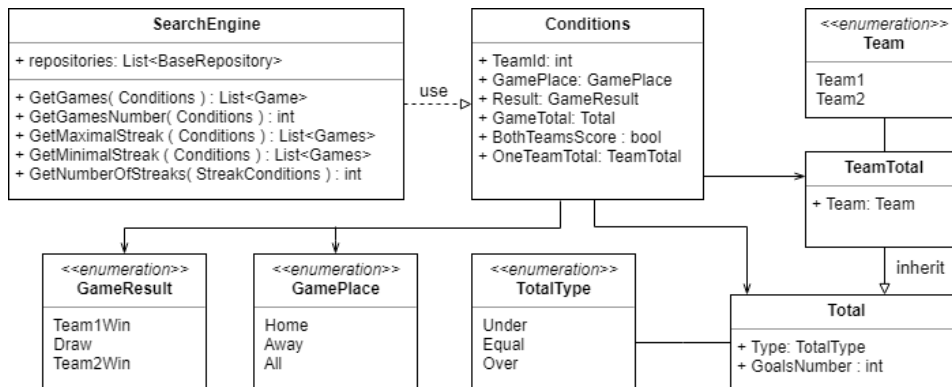 SearchEngine
+ repositories: List<BaseRepository>
+ GetGames( Conditions ) : List<Game>
+ GetGamesNumber( Conditions ) : int
+ GetMaximalStreak ( Conditions ) : List<Games>
+ GetMinimalStreak ( Conditions ) : List<Games>
+ GetNumberOfStreaks( StreakConditions ) : int
use
Conditions
+ TeamId: int
+ GamePlace: GamePlace
+ Result: GameResult
+ GameTotal: Total
+ BothTeamsScore : bool
+ OneTeamTotal: TeamTotal
<<enumeration>>
Team
Team1
Team2
TeamTotal
+ Team: Team
inherit
<<enumeration>>
GameResult
Team1Win
Draw
Team2Win
<<enumeration>>
GamePlace
Home
Away
All
<<enumeration>>
TotalType
Under
Equal
Over
Total
+ Type: TotalType
+ GoalsNumber : int